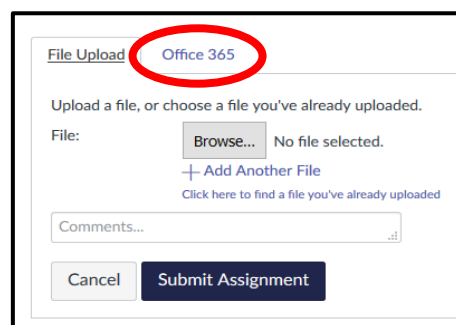 File Upload Office 365
Upload a file, or choose a file you've already uploaded.
File: Browse... No file selected.
+ Add Another File
Click here to find a file you've already uploaded
Comments...
Cancel Submit Assignment